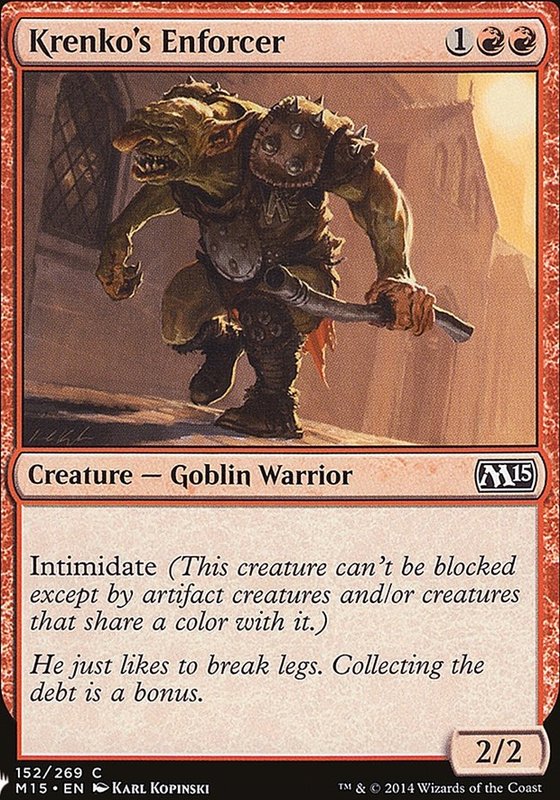 Krenko's Enforcer 1
Creature — Goblin Warrior M15
Intimidate (This creature can't be blocked
except by artifact creatures and/or creatures
that share a color with it.)
He just likes to break legs. Collecting the
debt is a bonus.
2/2
152/269 C
M15 • EN Karl Kopinski ™ & © 2014 Wizards of the Coast